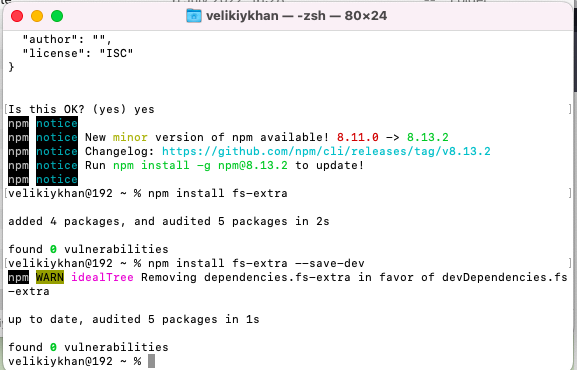 velikiykhan — -zsh — 80×24
"author": "",
"license": "ISC"
}
Is this OK? (yes) yes
npm notice
npm notice New minor version of npm available! 8.11.0 -> 8.13.2
npm notice Changelog: https://github.com/npm/cli/releases/tag/v8.13.2
npm notice Run npm install -g npm@8.13.2 to update!
npm notice
velikiykhan@192 ~ % npm install fs-extra
added 4 packages, and audited 5 packages in 2s
found 0 vulnerabilities
velikiykhan@192 ~ % npm install fs-extra --save-dev
npm WARN idealTree Removing dependencies.fs-extra in favor of devDependencies.fs
-extra
up to date, audited 5 packages in 1s
found 0 vulnerabilities
velikiykhan@192 ~ %